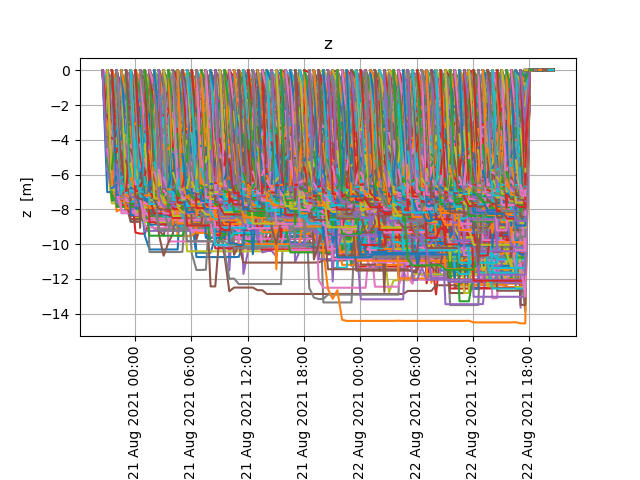 z
0
−2
−4
−6
−8
−10
−12
−14
z [m]
21 Aug 2021 00:00
21 Aug 2021 06:00
21 Aug 2021 12:00
21 Aug 2021 18:00
22 Aug 2021 00:00
22 Aug 2021 06:00
22 Aug 2021 12:00
22 Aug 2021 18:00